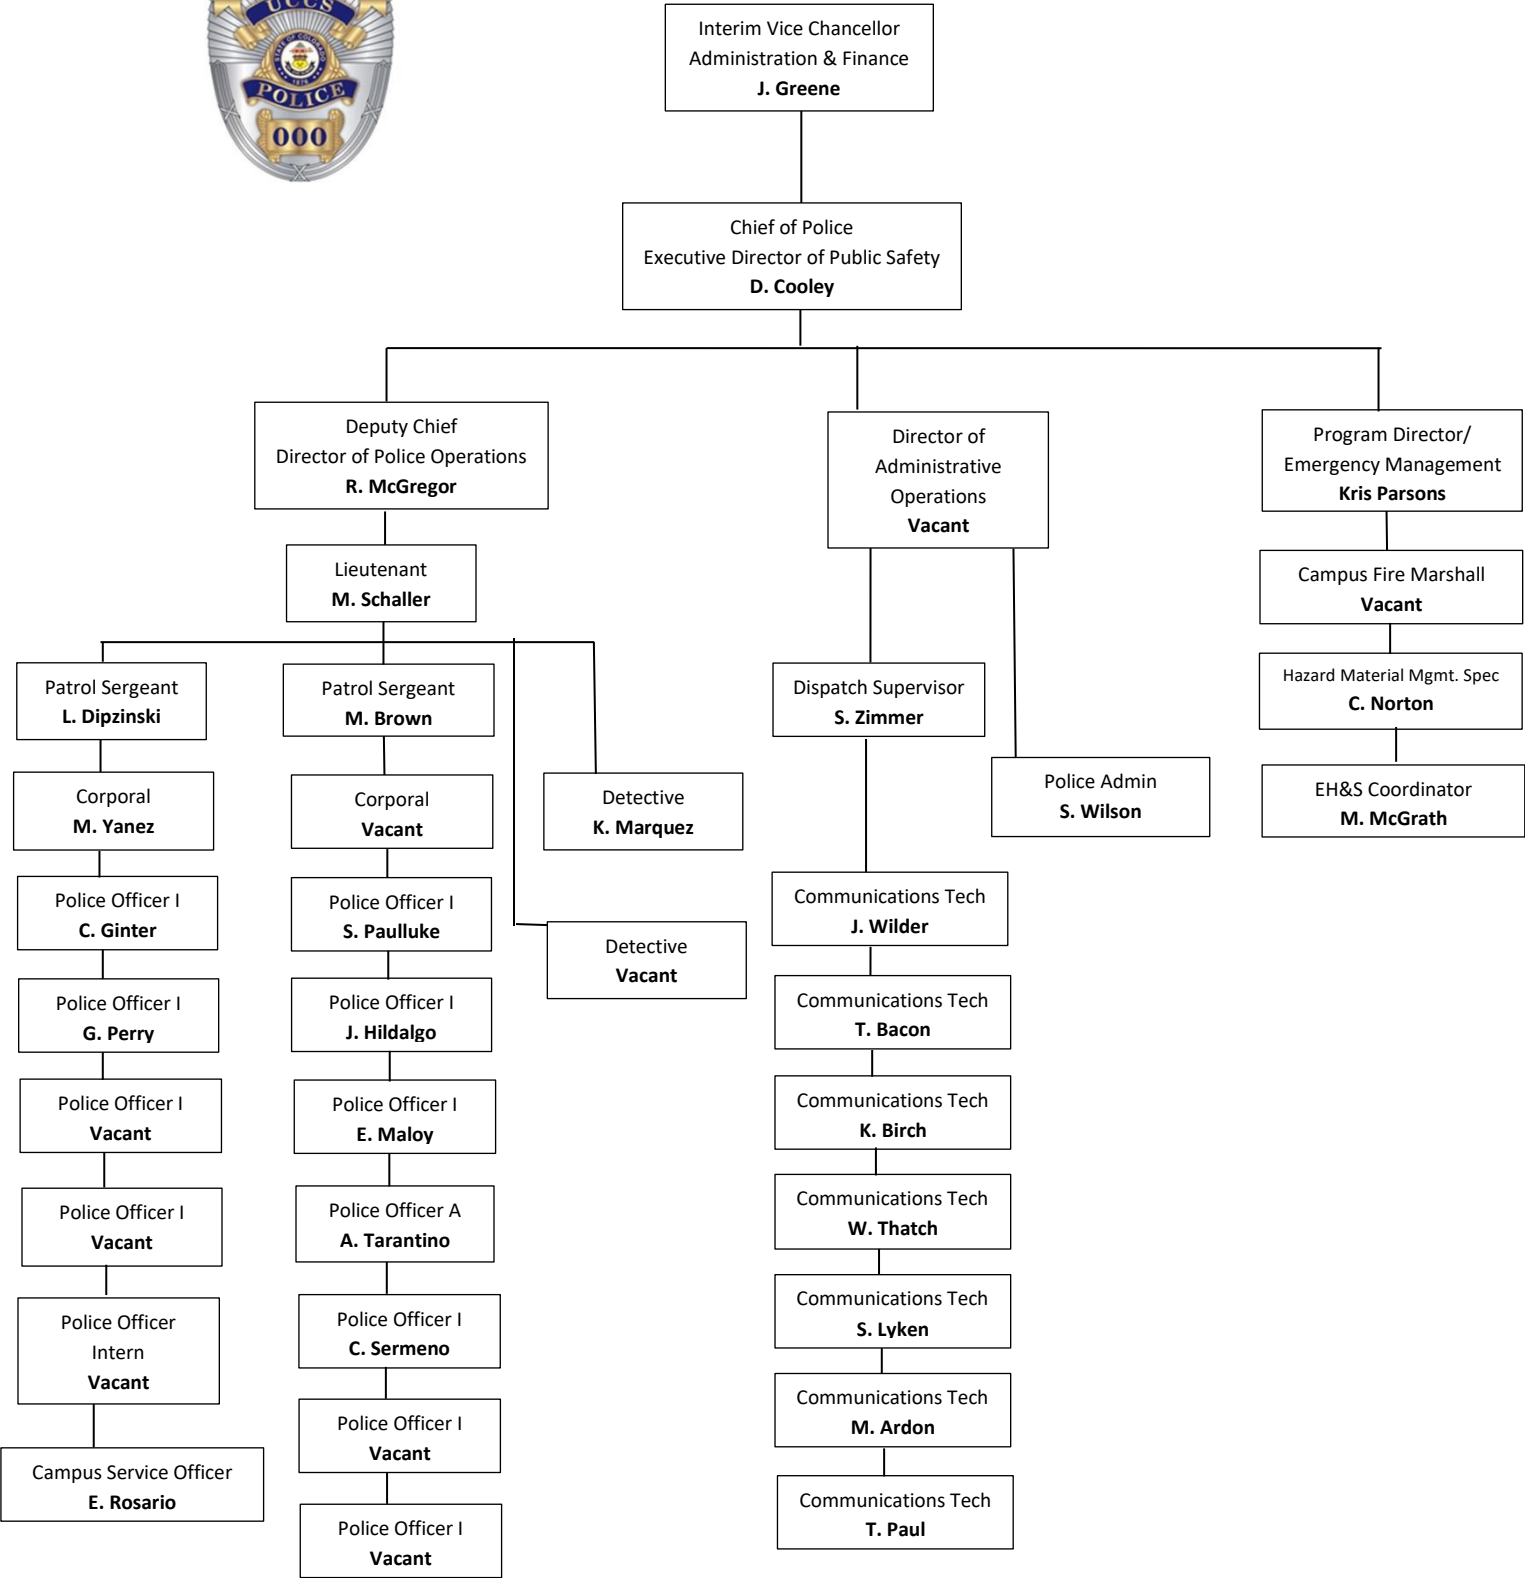 UCCS
STATE OF COLORADO
1876
POLICE
000
Interim Vice Chancellor
Administration & Finance
J. Greene
Chief of Police
Executive Director of Public Safety
D. Cooley
Deputy Chief
Director of Police Operations
R. McGregor
Lieutenant
M. Schaller
Patrol Sergeant
L. Dipzinski
Corporal
M. Yanez
Police Officer I
C. Ginter
Police Officer I
G. Perry
Police Officer I
Vacant
Police Officer I
Vacant
Police Officer
Intern
Vacant
Campus Service Officer
E. Rosario
Patrol Sergeant
M. Brown
Corporal
Vacant
Police Officer I
S. Paulluke
Police Officer I
J. Hildalgo
Police Officer I
E. Maloy
Police Officer A
A. Tarantino
Police Officer I
C. Sermeno
Police Officer I
Vacant
Police Officer I
Vacant
Detective
K. Marquez
Detective
Vacant
Director of
Administrative
Operations
Vacant
Dispatch Supervisor
S. Zimmer
Communications Tech
J. Wilder
Communications Tech
T. Bacon
Communications Tech
K. Birch
Communications Tech
W. Thatch
Communications Tech
S. Lyken
Communications Tech
M. Ardon
Communications Tech
T. Paul
Police Admin
S. Wilson
Program Director/
Emergency Management
Kris Parsons
Campus Fire Marshall
Vacant
Hazard Material Mgmt. Spec
C. Norton
EH&S Coordinator
M. McGrath